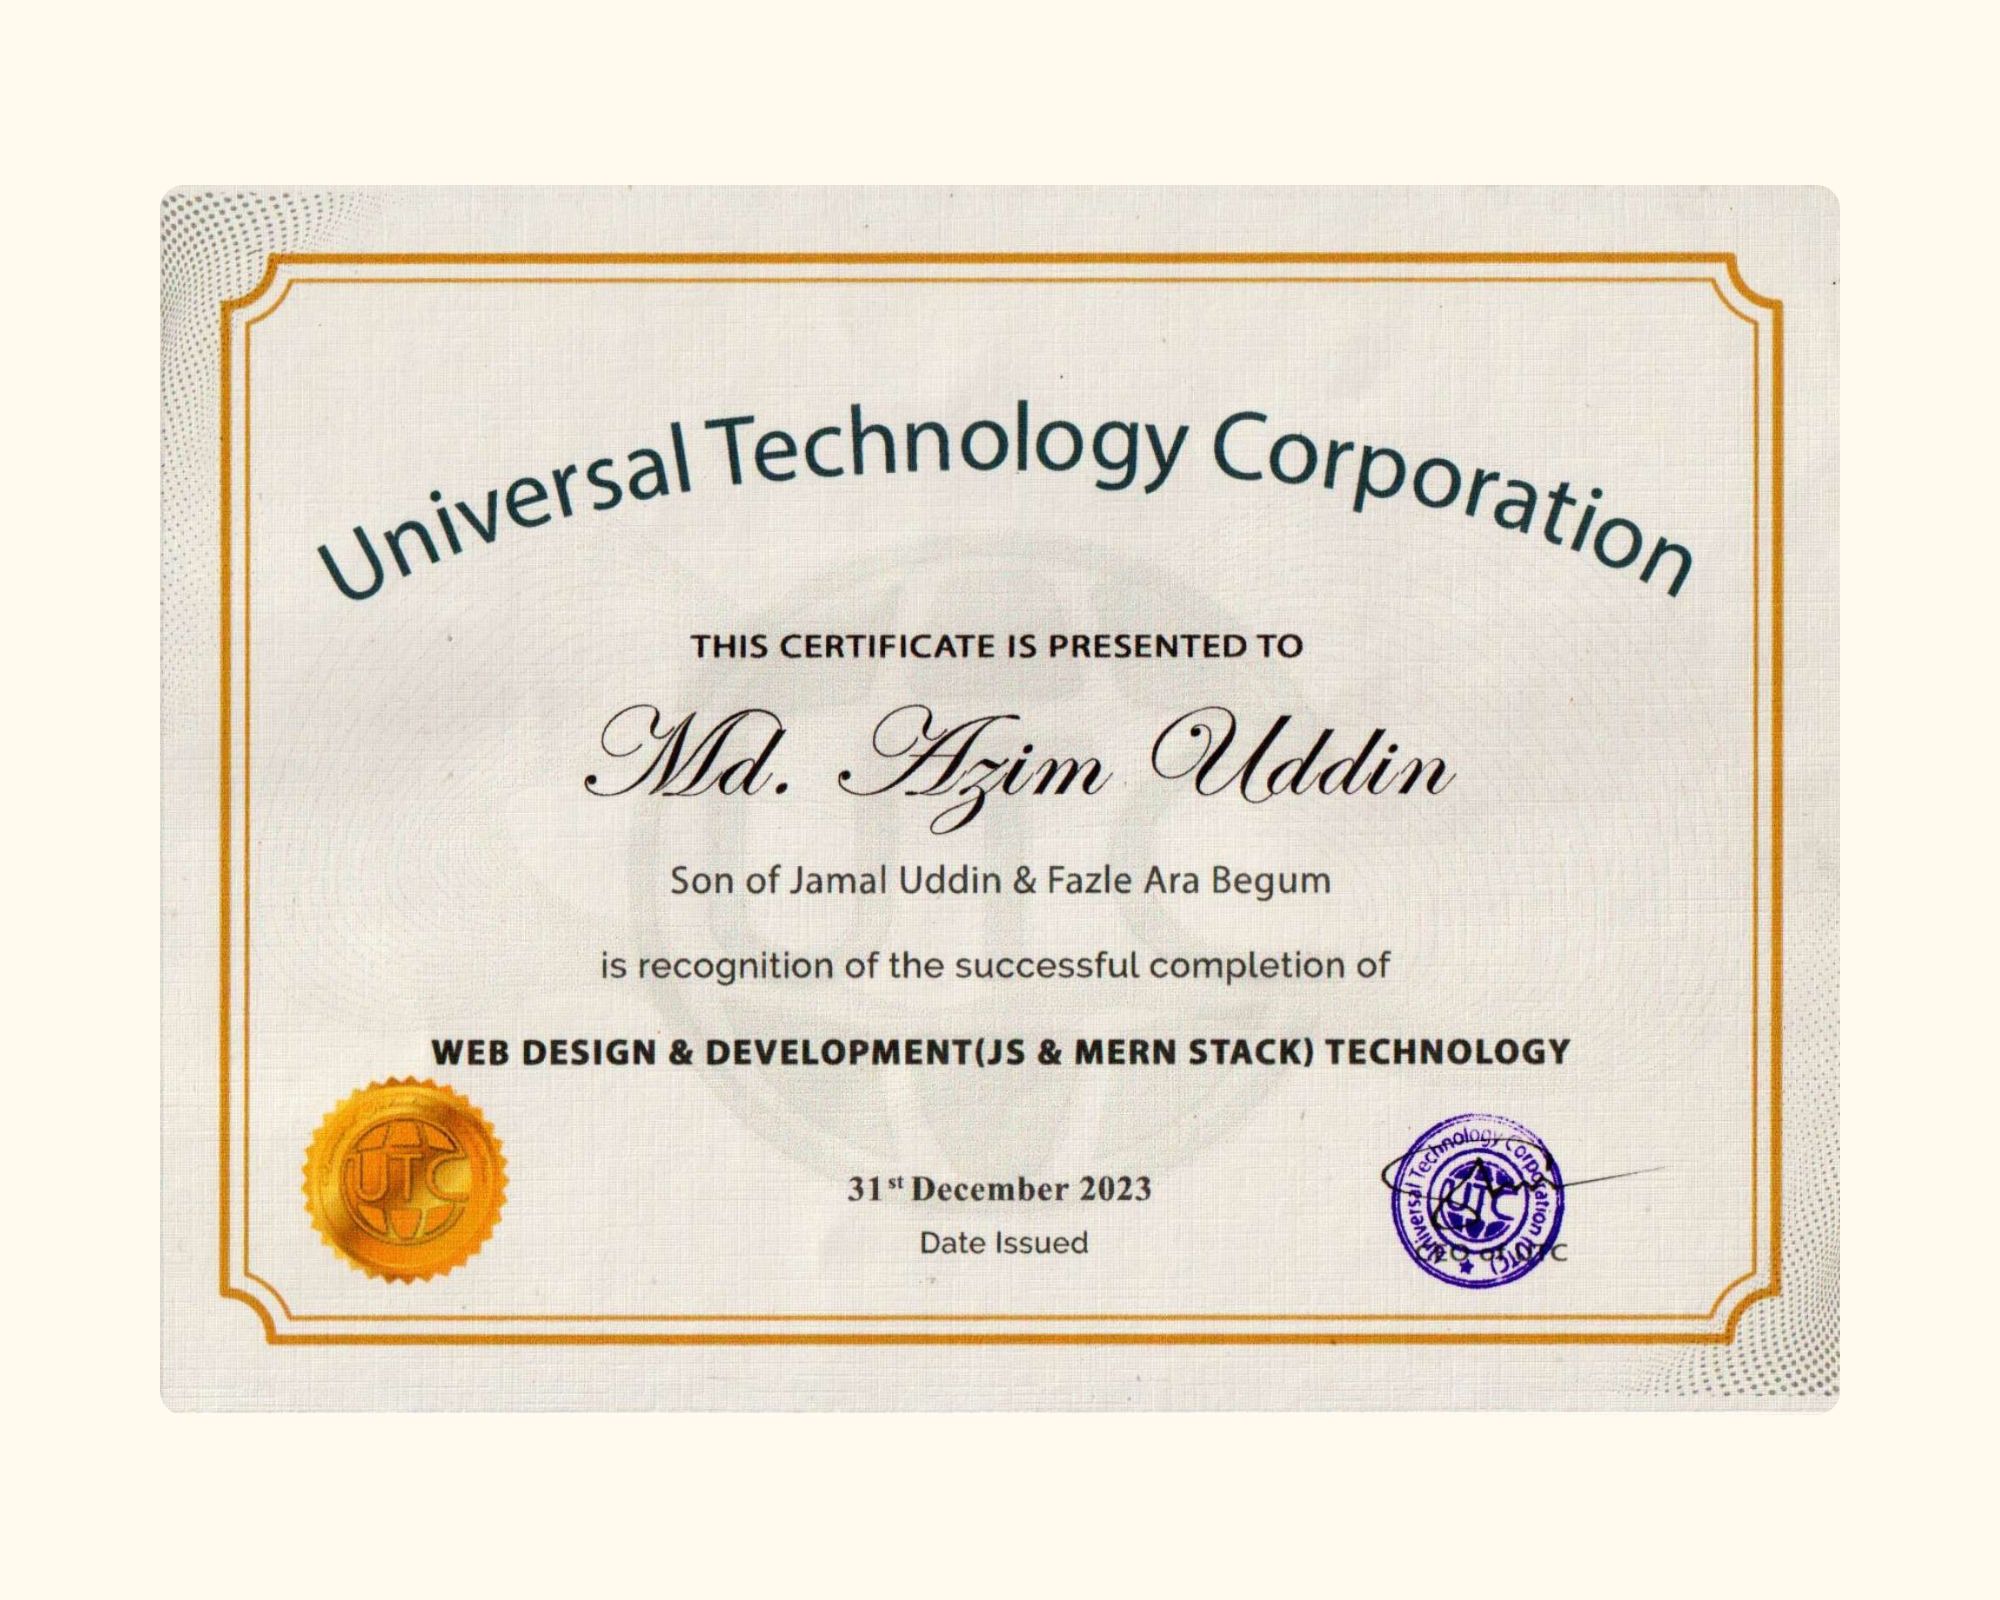 Universal Technology Corporation
THIS CERTIFICATE IS PRESENTED TO
Md. Azim Uddin
Son of Jamal Uddin & Fazle Ara Begum
is recognition of the successful completion of
WEB DESIGN & DEVELOPMENT(JS & MERN STACK) TECHNOLOGY
UTC
31st December 2023
Date Issued
Universal Technology Corporation (UTC)
UTC
CEO of UTC